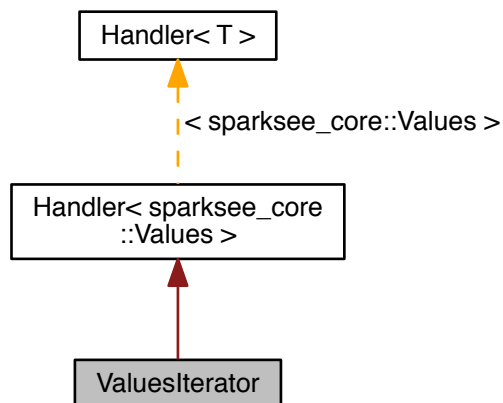 Handler< T >
< sparksee_core::Values >
Handler< sparksee_core
::Values >
ValuesIterator